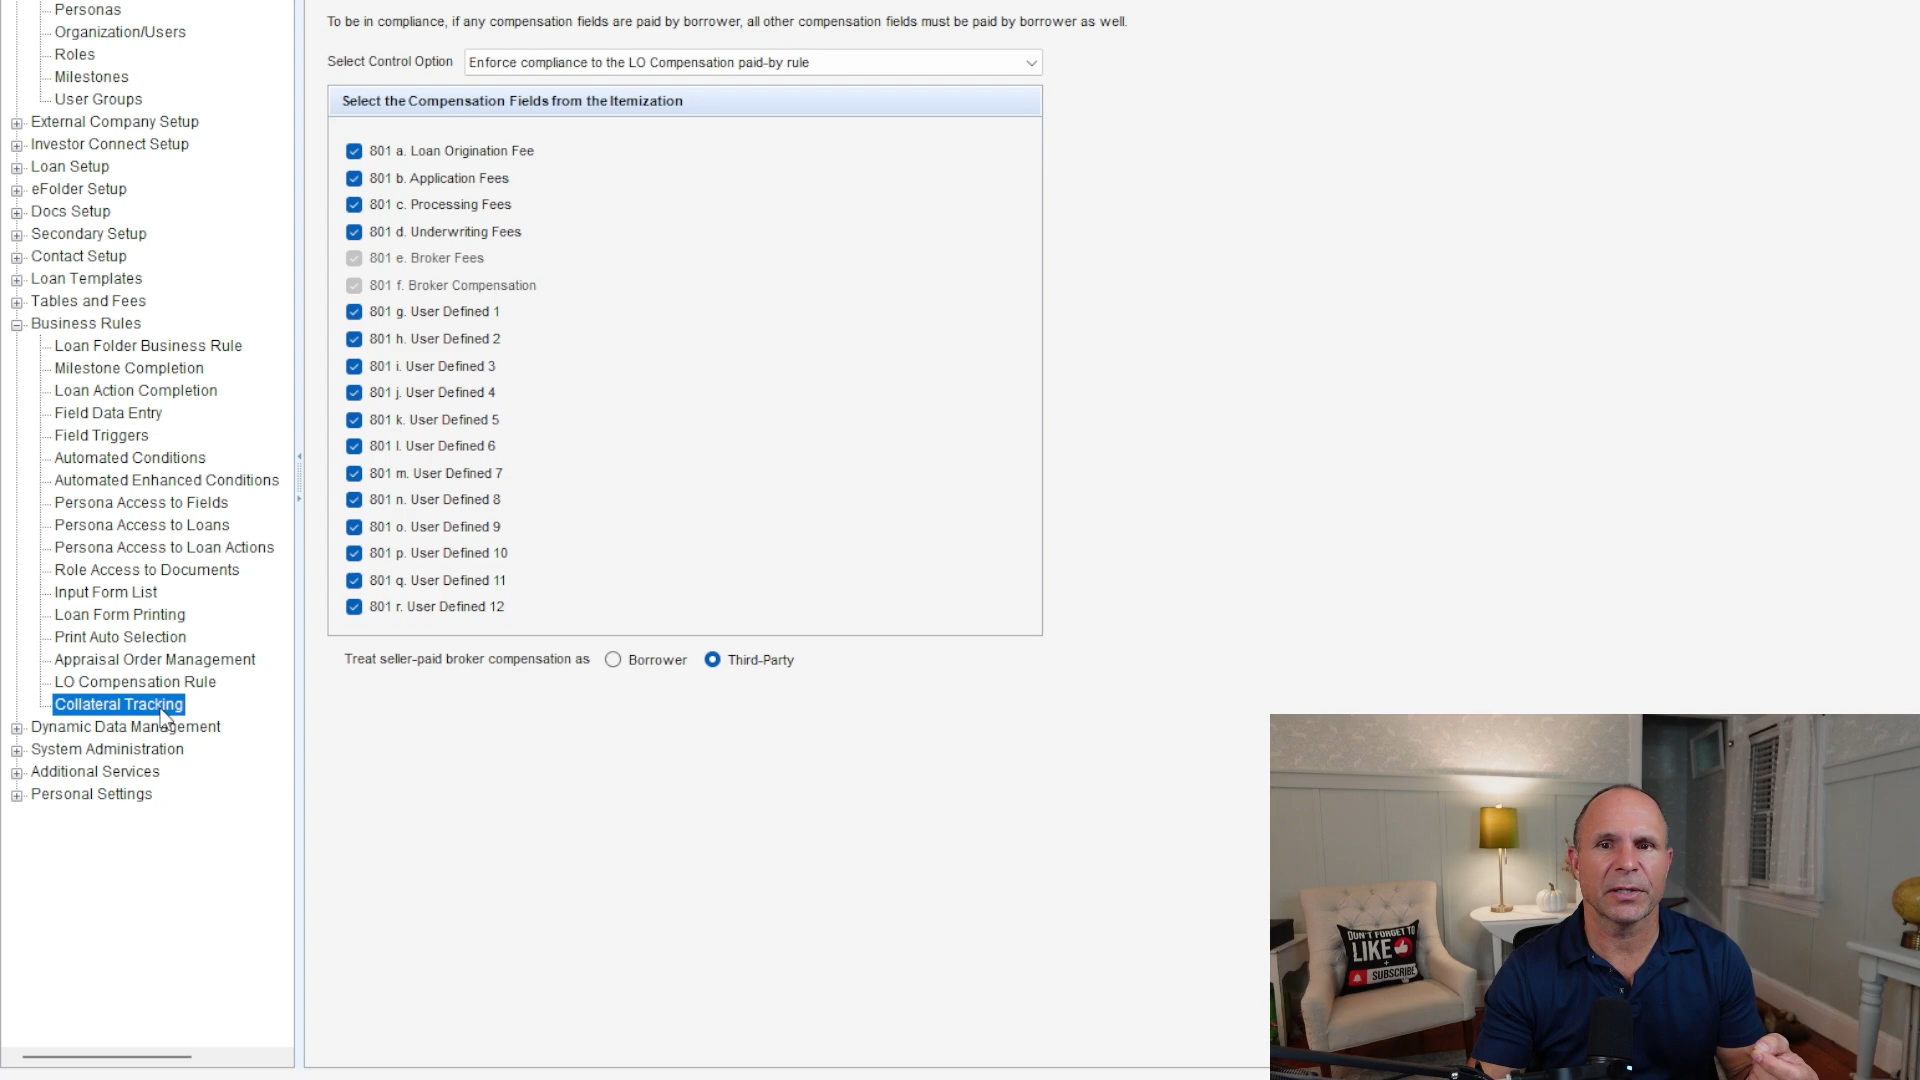 Personas
Organization/Users
Roles
Milestones
User Groups
External Company Setup
Investor Connect Setup
Loan Setup
eFolder Setup
Docs Setup
Secondary Setup
Contact Setup
Loan Templates
Tables and Fees
Business Rules
Loan Folder Business Rule
Milestone Completion
Loan Action Completion
Field Data Entry
Field Triggers
Automated Conditions
Automated Enhanced Conditions
Persona Access to Fields
Persona Access to Loans
Persona Access to Loan Actions
Role Access to Documents
Input Form List
Loan Form Printing
Print Auto Selection
Appraisal Order Management
LO Compensation Rule
Collateral Tracking
Dynamic Data Management
System Administration
Additional Services
Personal Settings
To be in compliance, if any compensation fields are paid by borrower, all other compensation fields must be paid by borrower as well.
Select Control Option Enforce compliance to the LO Compensation paid-by rule
Select the Compensation Fields from the Itemization
801 a. Loan Origination Fee
801 b. Application Fees
801 c. Processing Fees
801 d. Underwriting Fees
801 e. Broker Fees
801 f. Broker Compensation
801 g. User Defined 1
801 h. User Defined 2
801 i. User Defined 3
801 j. User Defined 4
801 k. User Defined 5
801 l. User Defined 6
801 m. User Defined 7
801 n. User Defined 8
801 o. User Defined 9
801 p. User Defined 10
801 q. User Defined 11
801 r. User Defined 12
Treat seller-paid broker compensation as Borrower Third-Party
DON'T FORGET TO
LIKE
+
SUBSCRIBE